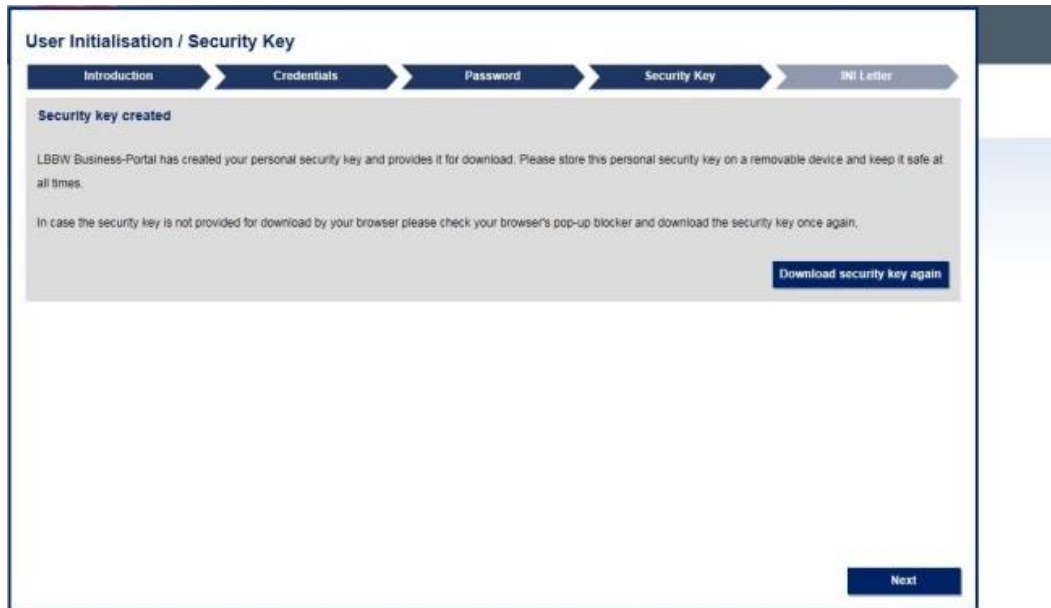 User Initialisation / Security Key
Introduction
Credentials
Password
Security Key
INI Letter
Security key created
LBBW Business-Portal has created your personal security key and provides it for download. Please store this personal security key on a removable device and keep it safe at
all times.
In case the security key is not provided for download by your browser please check your browser's pop-up blocker and download the security key once again.
Download security key again
Next